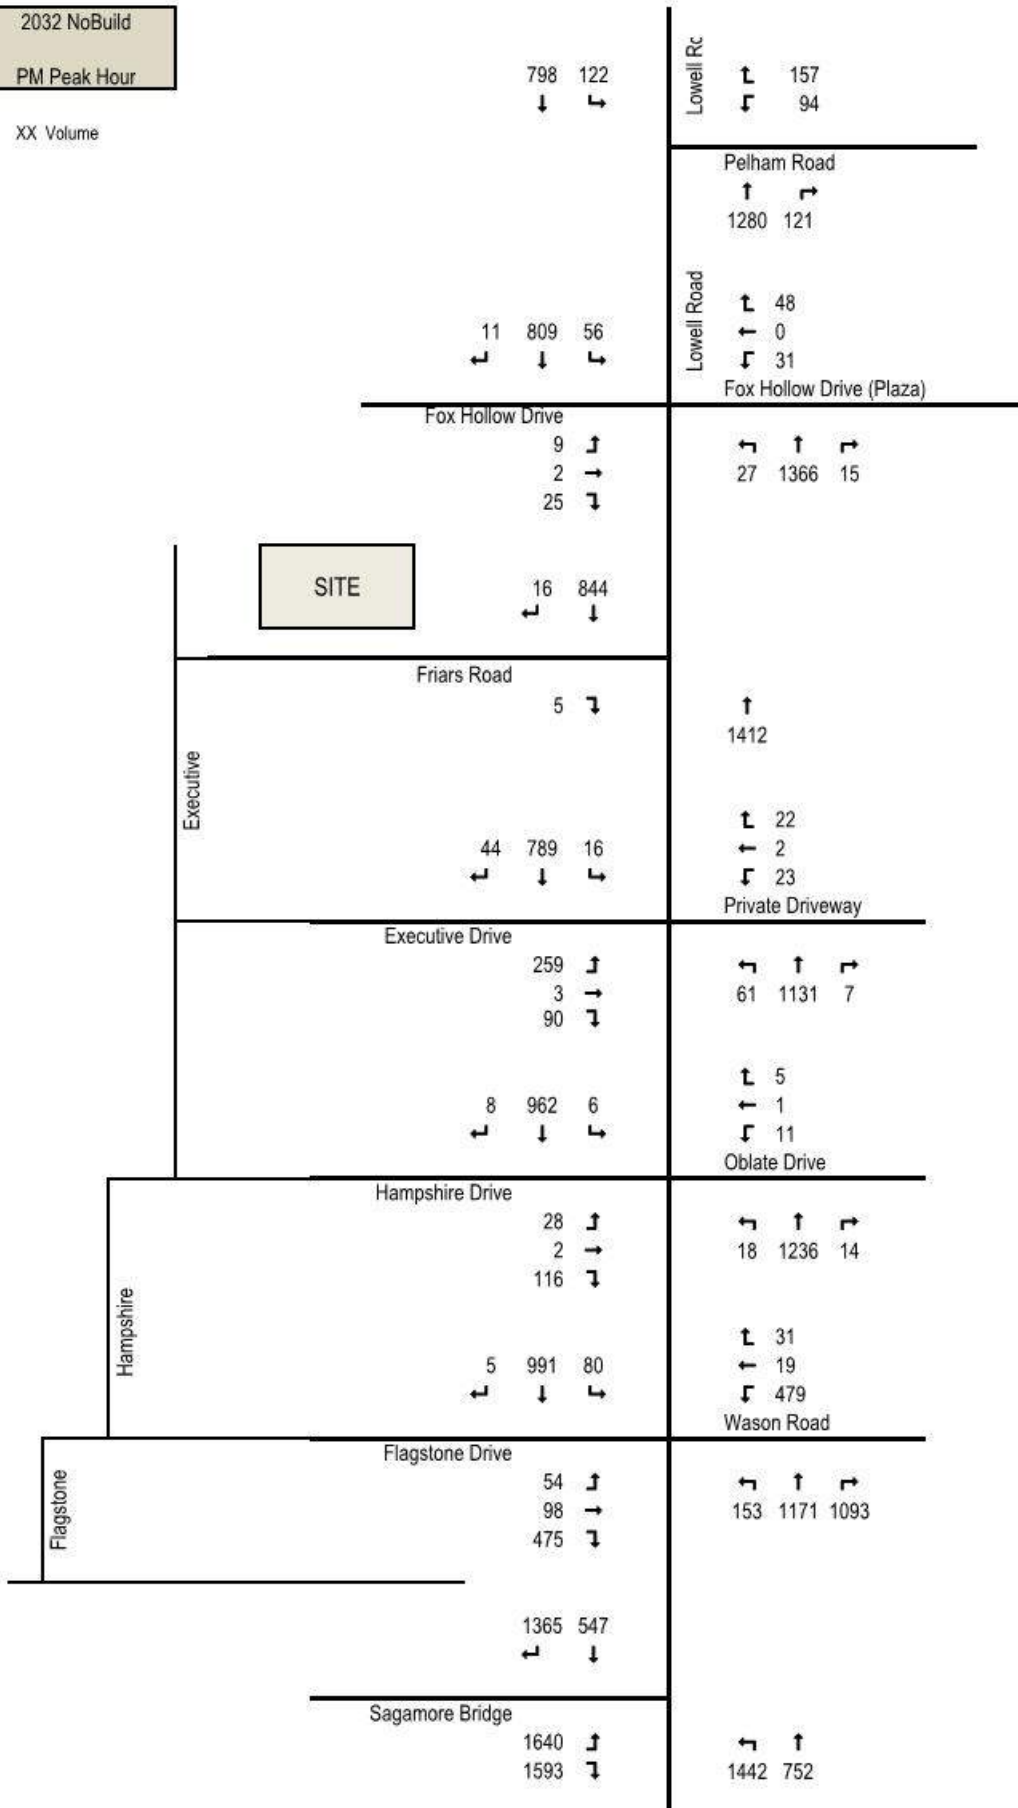 2032 NoBuild
PM Peak Hour
XX Volume
798 122
Lowell Rc
157
94
Pelham Road
1280 121
Lowell Road
11 809 56
48
0
31
Fox Hollow Drive (Plaza)
Fox Hollow Drive
9
2
25
27 1366 15
SITE
16 844
Friars Road
5
1412
Executive
44 789 16
22
2
23
Private Driveway
Executive Drive
259
3
90
61 1131 7
8 962 6
5
1
11
Oblate Drive
Hampshire Drive
28
2
116
18 1236 14
Hampshire
5 991 80
31
19
479
Wason Road
Flagstone Drive
54
98
475
153 1171 1093
Flagstone
1365 547
Sagamore Bridge
1640
1593
1442 752